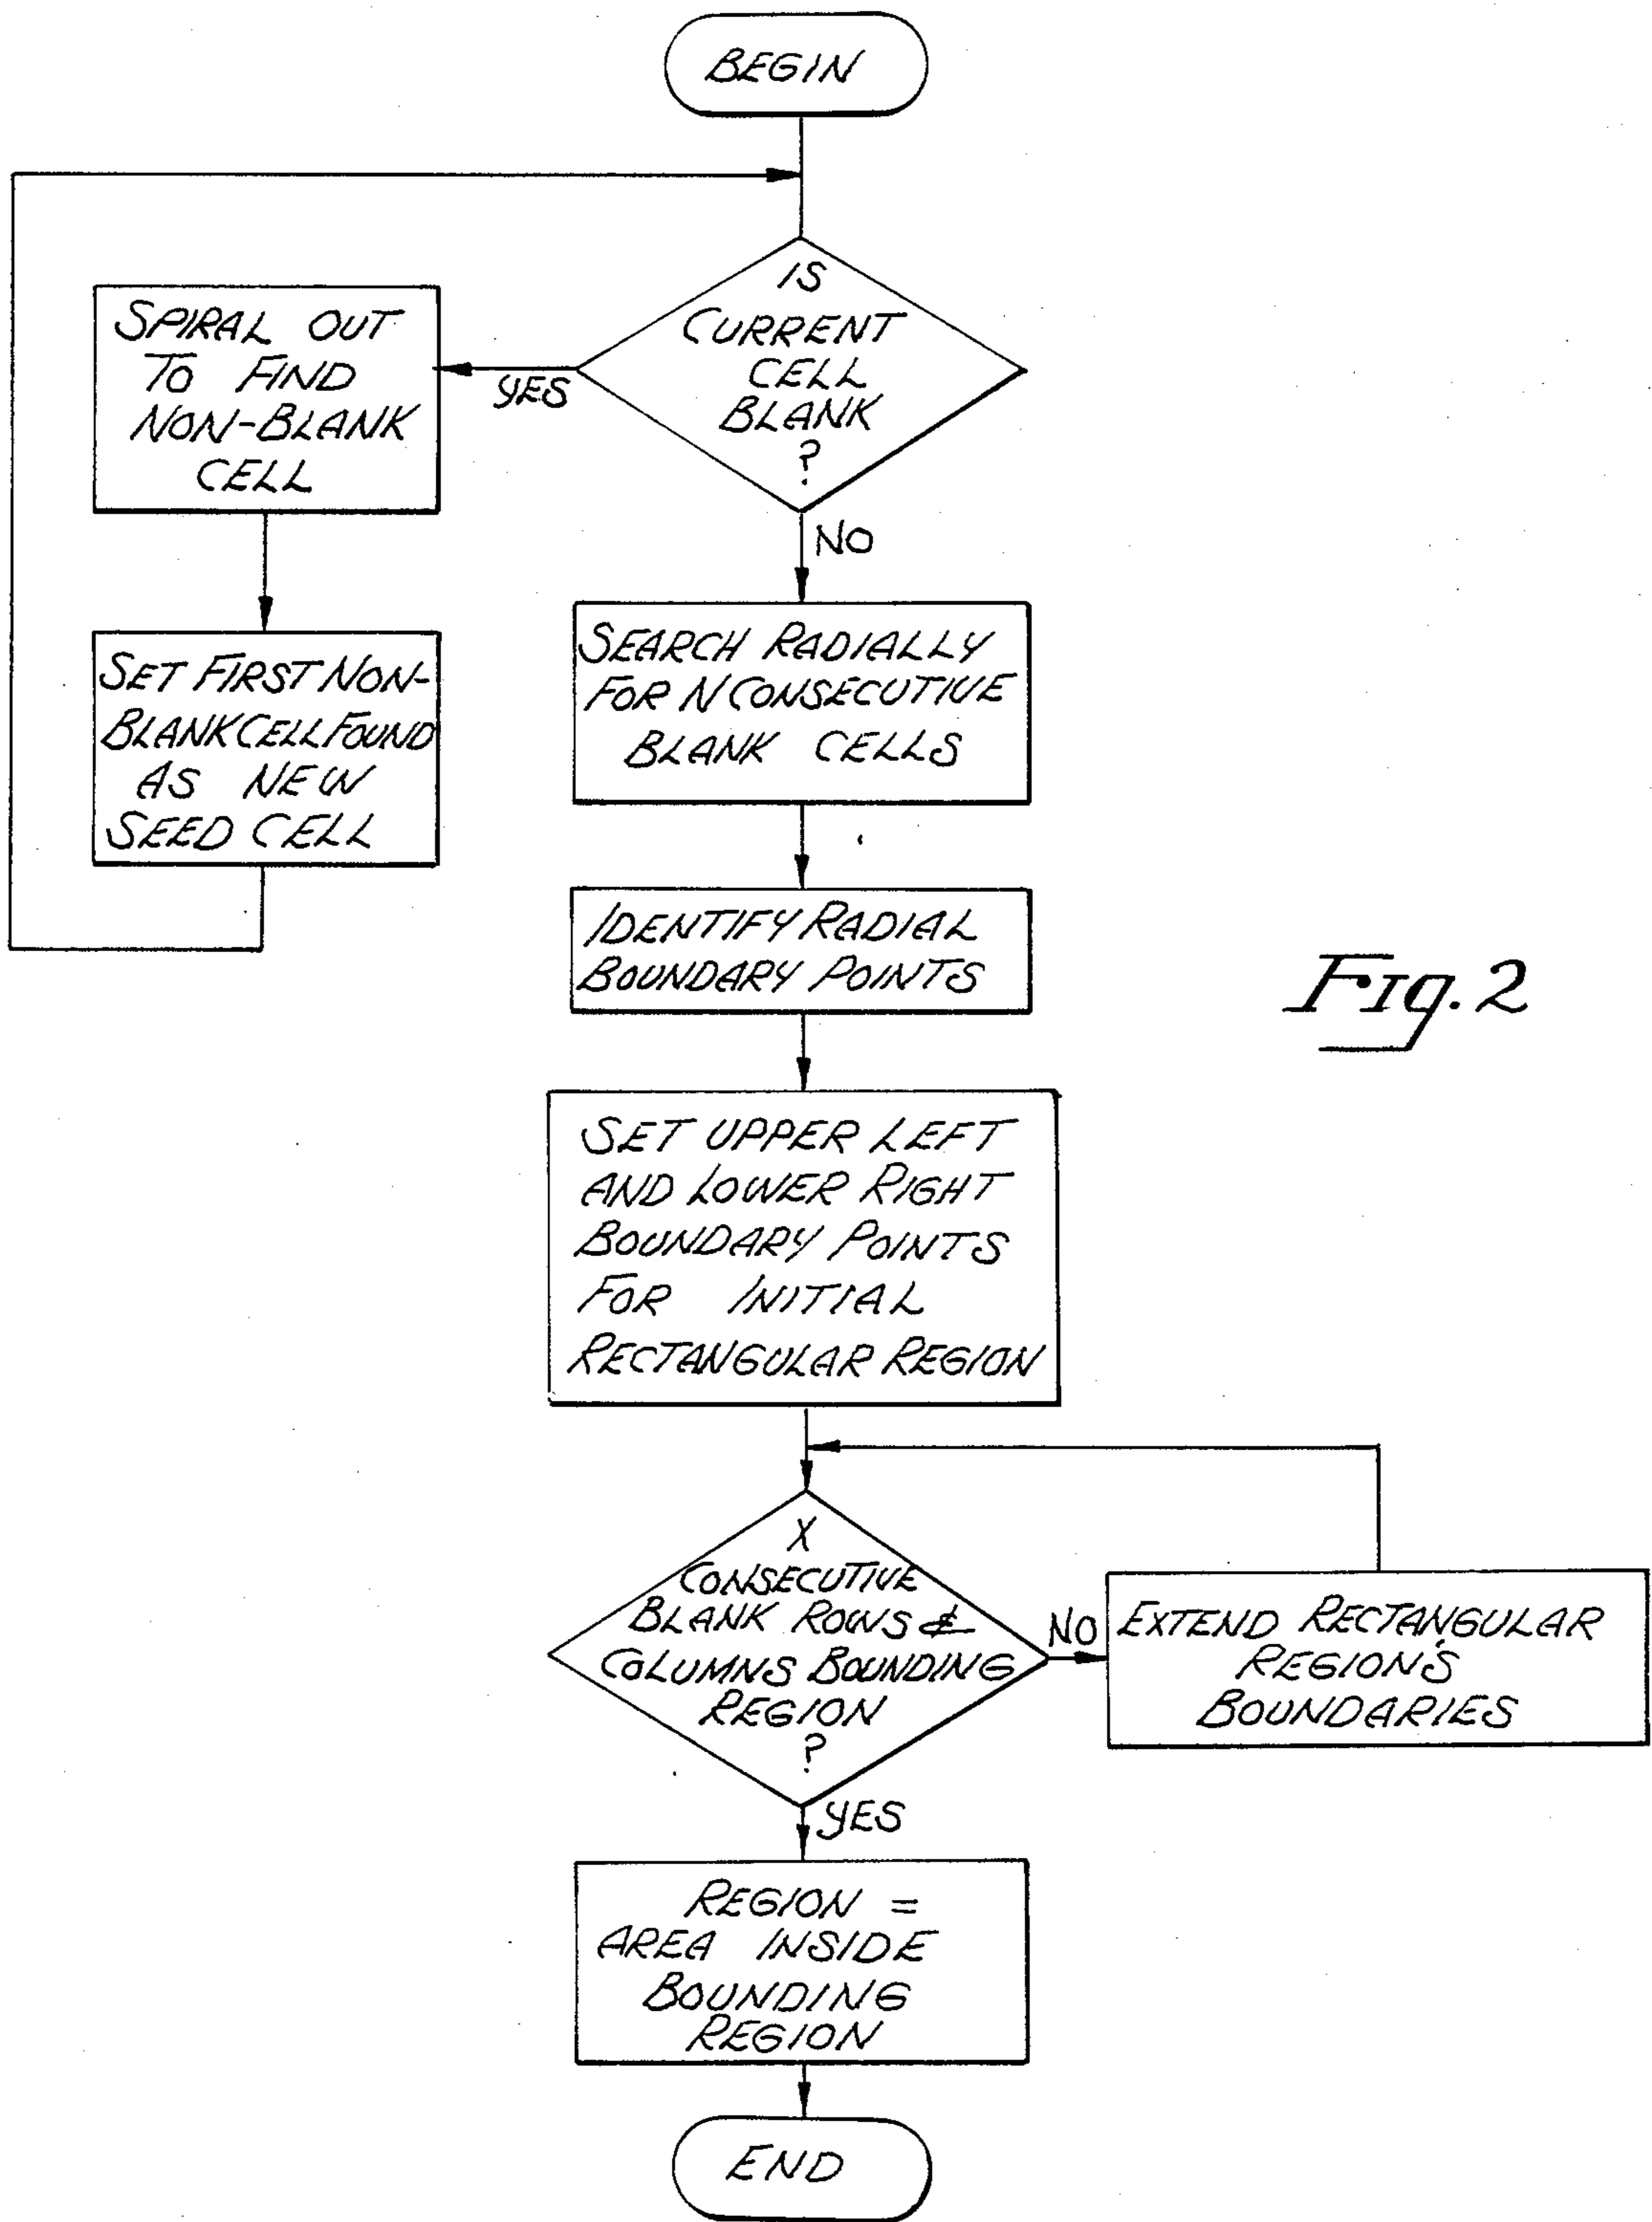 BEGIN
IS
CURRENT
CELL
BLANK
?
YES
SPIRAL OUT
TO FIND
NON-BLANK
CELL
SET FIRST NON-
BLANK CELL FOUND
AS NEW
SEED CELL
NO
SEARCH RADIALLY
FOR N CONSECUTIVE
BLANK CELLS
IDENTIFY RADIAL
BOUNDARY POINTS
Fig. 2
SET UPPER LEFT
AND LOWER RIGHT
BOUNDARY POINTS
FOR INITIAL
RECTANGULAR REGION
X
CONSECUTIVE
BLANK ROWS &
COLUMNS BOUNDING
REGION
?
NO
EXTEND RECTANGULAR
REGION'S
BOUNDARIES
YES
REGION =
AREA INSIDE
BOUNDING
REGION
END